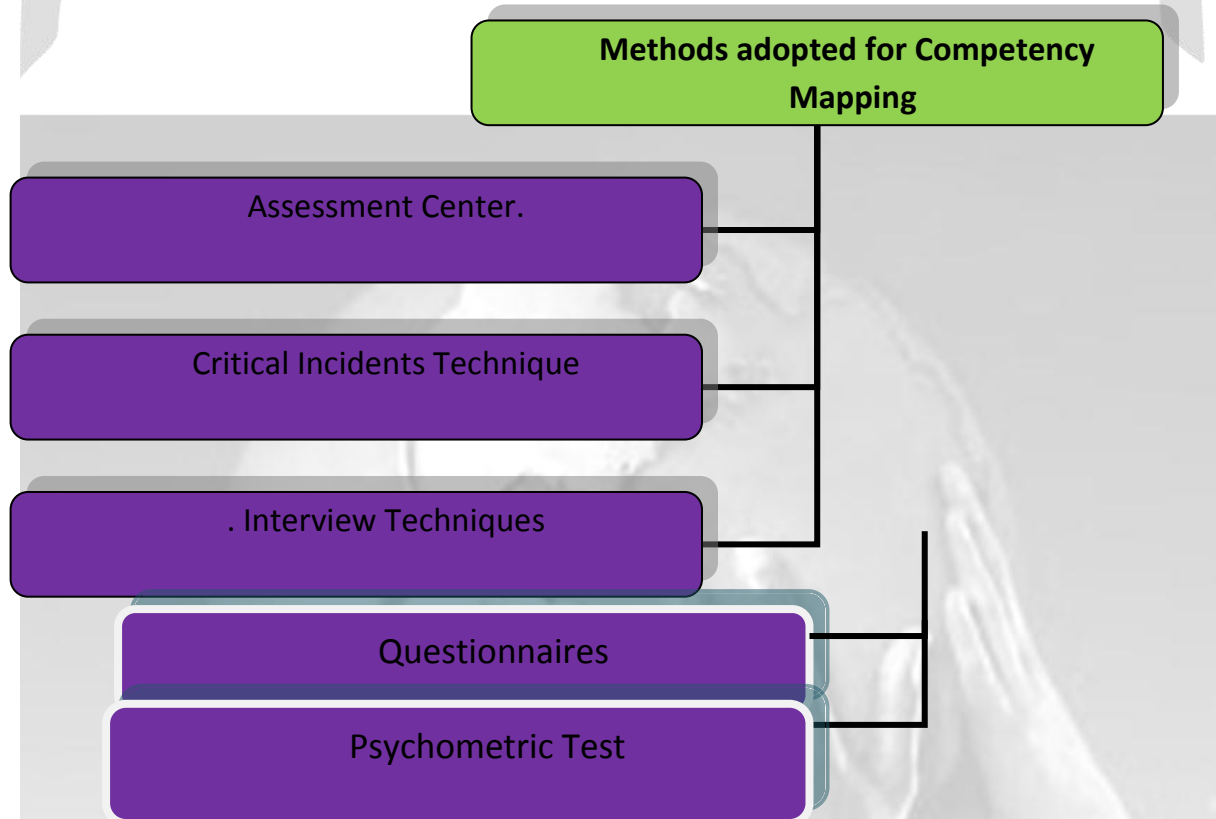 Methods adopted for Competency
Mapping
Assessment Center.
Critical Incidents Technique
. Interview Techniques
Questionnaires
Psychometric Test